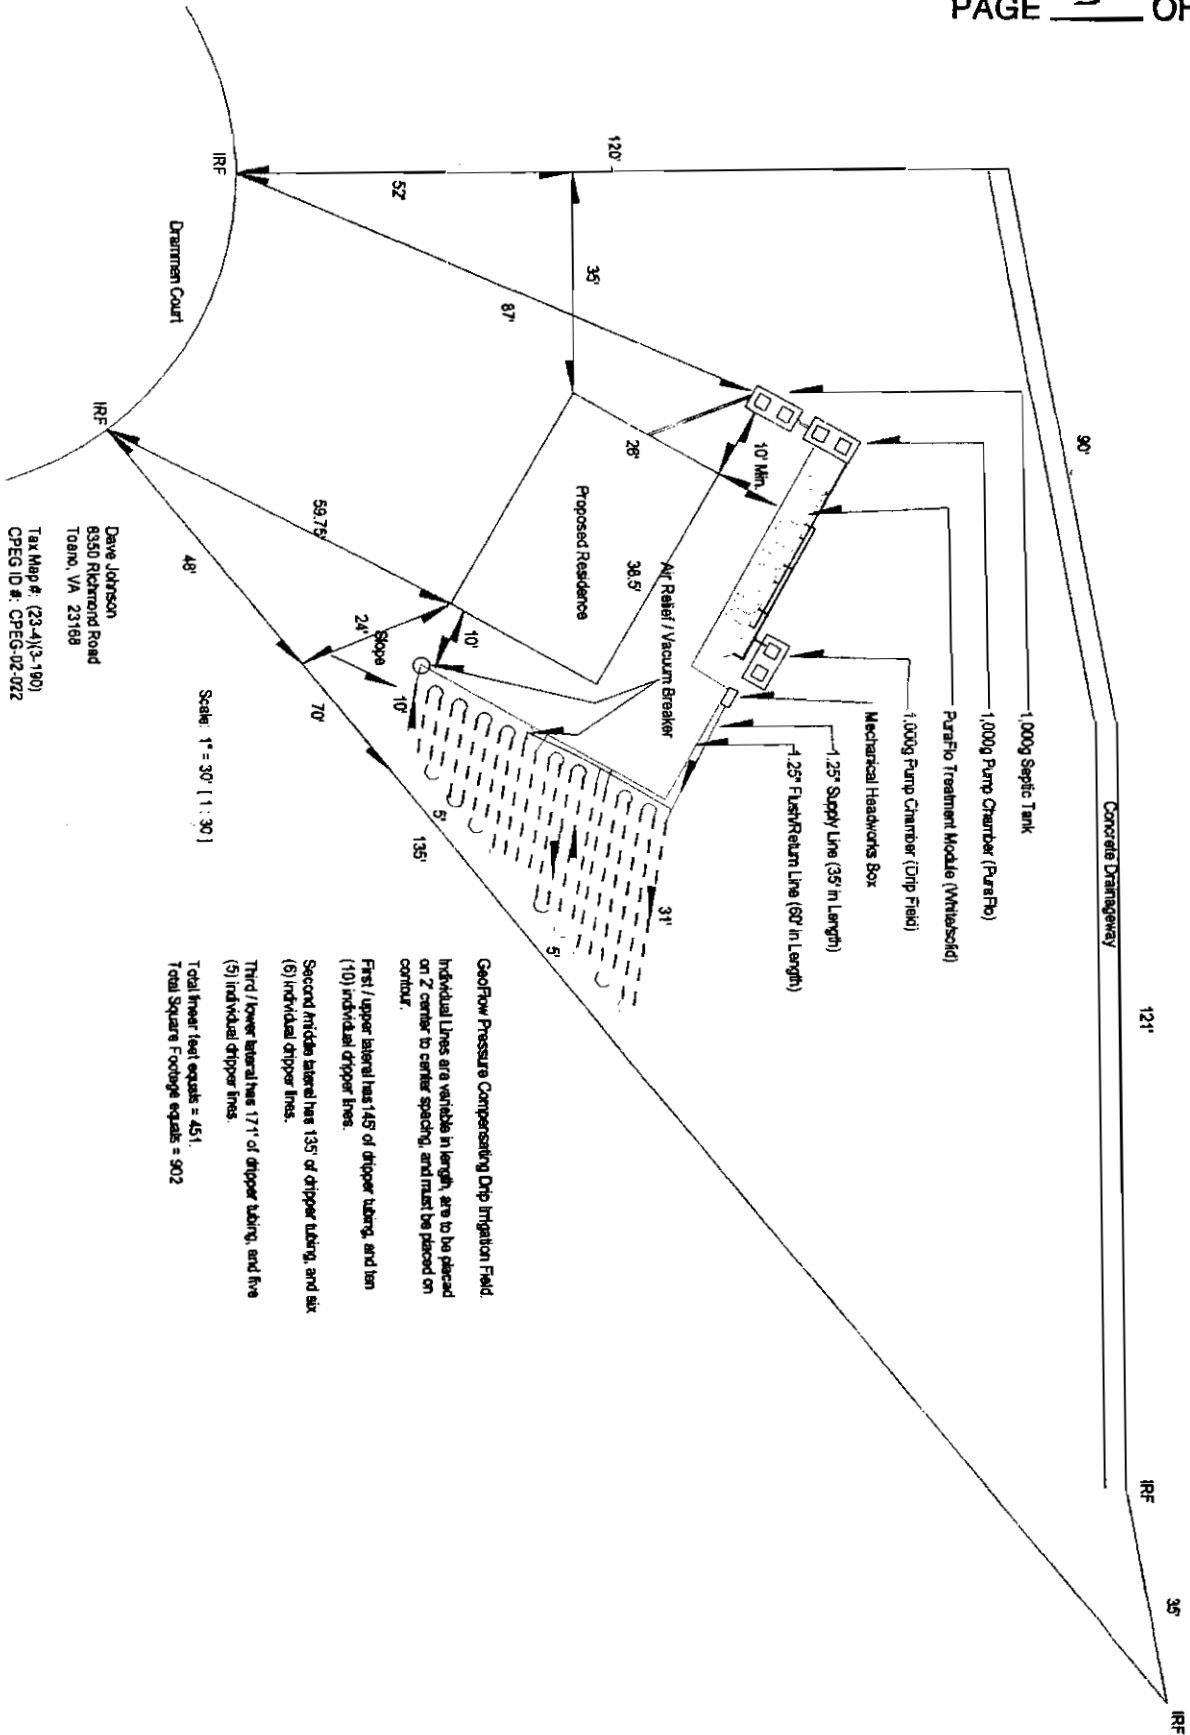 PAGE OF
IRF
120'
52'
35'
87'
Drammen Court
IRF
90'
Concrete Drainageway
121'
IRF
35'
IRF
1,000g Septic Tank
1,000g Pump Chamber (PuraFlo)
PuraFlo Treatment Module (White/solid)
1,000g Pump Chamber (Drip Field)
Mechanical Headworks Box
1.25" Supply Line (35' in Length)
1.25" Flush/Return Line (60' in Length)
10' Min.
26'
Proposed Residence
38.5'
Air Relief / Vacuum Breaker
59.75'
48'
24'
Slope
10'
10'
70'
5'
135'
31'
5'
GeoFlow Pressure Compensating Drip Irrigation Field.
Individual Lines are variable in length, are to be placed
on 2' center to center spacing, and must be placed on
contour.
First / upper lateral has 145' of dripper tubing, and ten
(10) individual dripper lines.
Second /middle lateral has 135' of dripper tubing, and six
(6) individual dripper lines.
Third / lower lateral has 171' of dripper tubing, and five
(5) individual dripper lines.
Total linear feet equals = 451.
Total Square Footage equals = 902
Scale: 1" = 30' [ 1 : 30 ]
Dave Johnson
8350 Richmond Road
Toano, VA 23168
Tax Map #: (23-4)(3-190)
CPEG ID #: CPEG-02-022